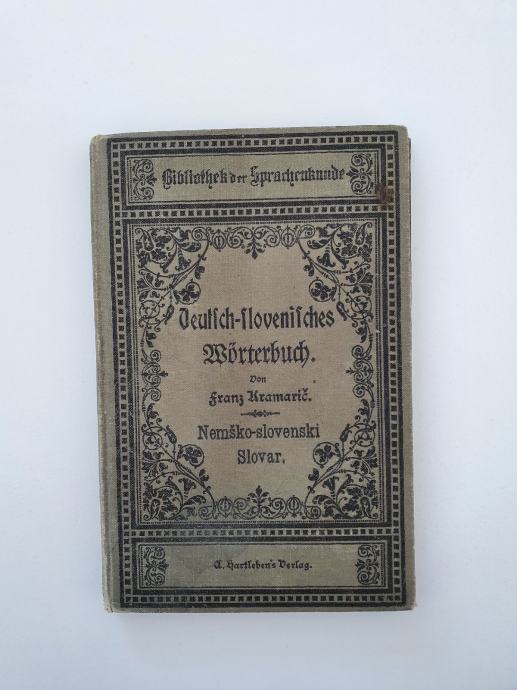 Bibliothek der Sprachenkunde
Deutſch-ſloveniſches
Wörterbuch.
Von
Franz Kramarič.
Nemško-slovenski
Slovar.
A. Hartleben's Verlag.